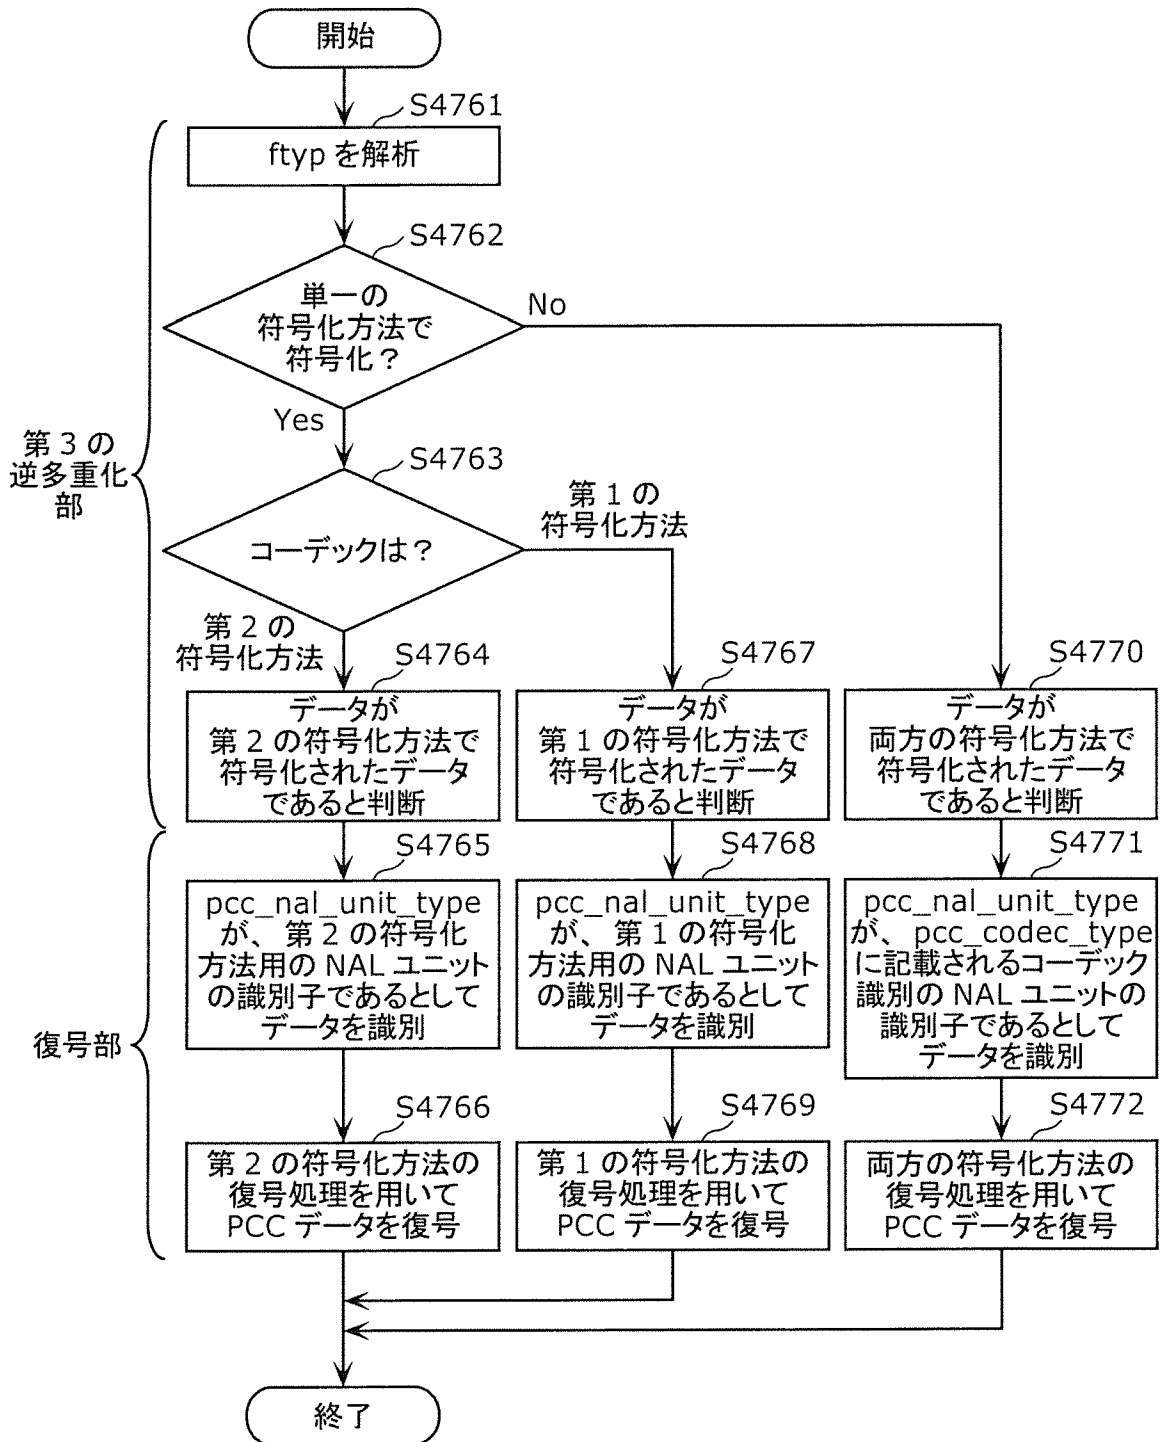 開始
S4761
ftyp を解析
S4762
単一の
符号化方法で
符号化？
No
Yes
第３の
逆多重化
部
S4763
コーデックは？
第１の
符号化方法
第２の
符号化方法
S4764
データが
第２の符号化方法で
符号化されたデータ
であると判断
S4767
データが
第１の符号化方法で
符号化されたデータ
であると判断
S4770
データが
両方の符号化方法で
符号化されたデータ
であると判断
復号部
S4765
pcc_nal_unit_type
が、第２の符号化
方法用の NAL ユニット
の識別子であるとして
データを識別
S4768
pcc_nal_unit_type
が、第１の符号化
方法用の NAL ユニット
の識別子であるとして
データを識別
S4771
pcc_nal_unit_type
が、pcc_codec_type
に記載されるコーデック
識別の NAL ユニットの
識別子であるとして
データを識別
S4766
第２の符号化方法の
復号処理を用いて
PCC データを復号
S4769
第１の符号化方法の
復号処理を用いて
PCC データを復号
S4772
両方の符号化方法の
復号処理を用いて
PCC データを復号
終了